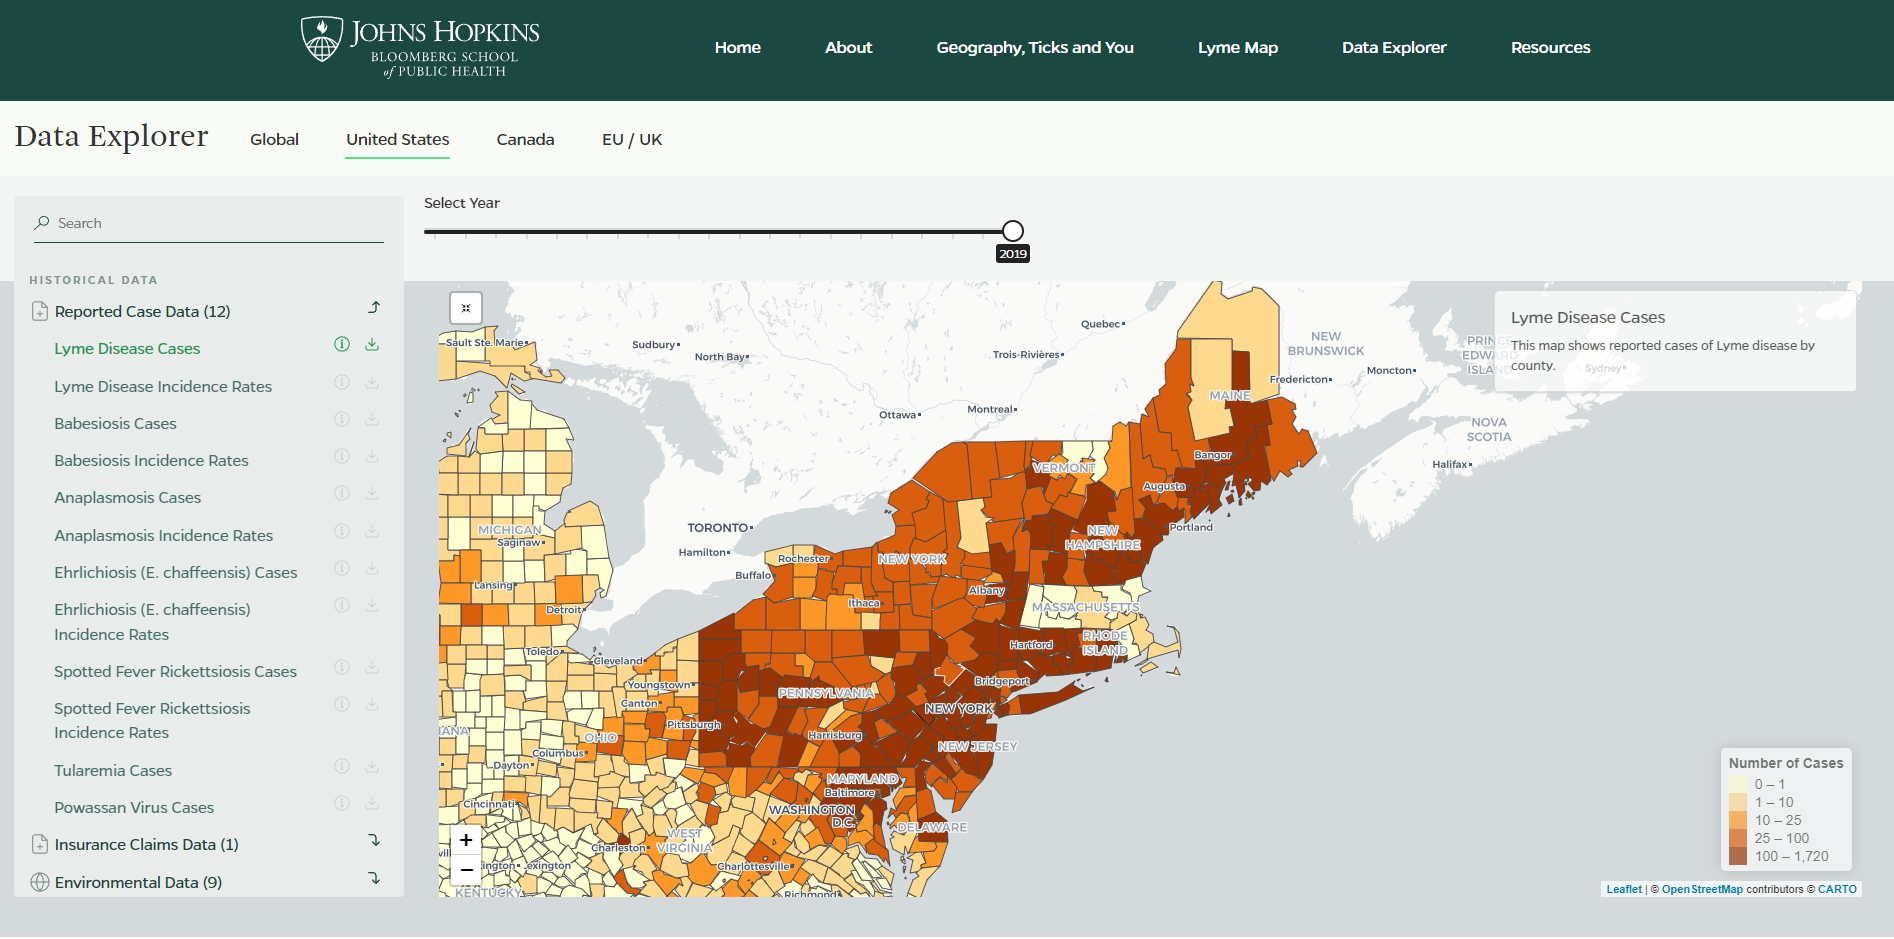 JOHNS HOPKINS
BLOOMBERG SCHOOL
of PUBLIC HEALTH
Home
About
Geography, Ticks and You
Lyme Map
Data Explorer
Resources
Data Explorer
Global
United States
Canada
EU / UK
Search
HISTORICAL DATA
Reported Case Data (12)
Lyme Disease Cases
Lyme Disease Incidence Rates
Babesiosis Cases
Babesiosis Incidence Rates
Anaplasmosis Cases
Anaplasmosis Incidence Rates
Ehrlichiosis (E. chaffeensis) Cases
Ehrlichiosis (E. chaffeensis)
Incidence Rates
Spotted Fever Rickettsiosis Cases
Spotted Fever Rickettsiosis
Incidence Rates
Tularemia Cases
Powassan Virus Cases
Insurance Claims Data (1)
Environmental Data (9)
Select Year
2019
Lyme Disease Cases
This map shows reported cases of Lyme disease by
county.
Sault Ste. Marie
Sudbury
North Bay
Quebec
Trois-Rivières
NEW
BRUNSWICK
PRINCE
EDWARD
ISLAND
Sydney
Fredericton
Moncton
MAINE
Ottawa
Montreal
NOVA
SCOTIA
Bangor
Halifax
VERMONT
Augusta
MICHIGAN
Saginaw
TORONTO
Hamilton
Portland
NEW
HAMPSHIRE
Rochester
NEW YORK
Buffalo
Lansing
Albany
Ithaca
MASSACHUSETTS
Detroit
RHODE
ISLAND
Hartford
Toledo
Cleveland
Youngstown
Bridgeport
PENNSYLVANIA
Canton
NEW YORK
Pittsburgh
IANA
OHIO
Harrisburg
NEW JERSEY
Columbus
Dayton
MARYLAND
Baltimore
Cincinnati
WASHINGTON
D.C.
DELAWARE
WEST
VIRGINIA
Charleston
Charlottesville
ington
exington
KENTUCKY
Richmond
+
−
Number of Cases
0 – 1
1 – 10
10 – 25
25 – 100
100 – 1,720
Leaflet | © OpenStreetMap contributors © CARTO